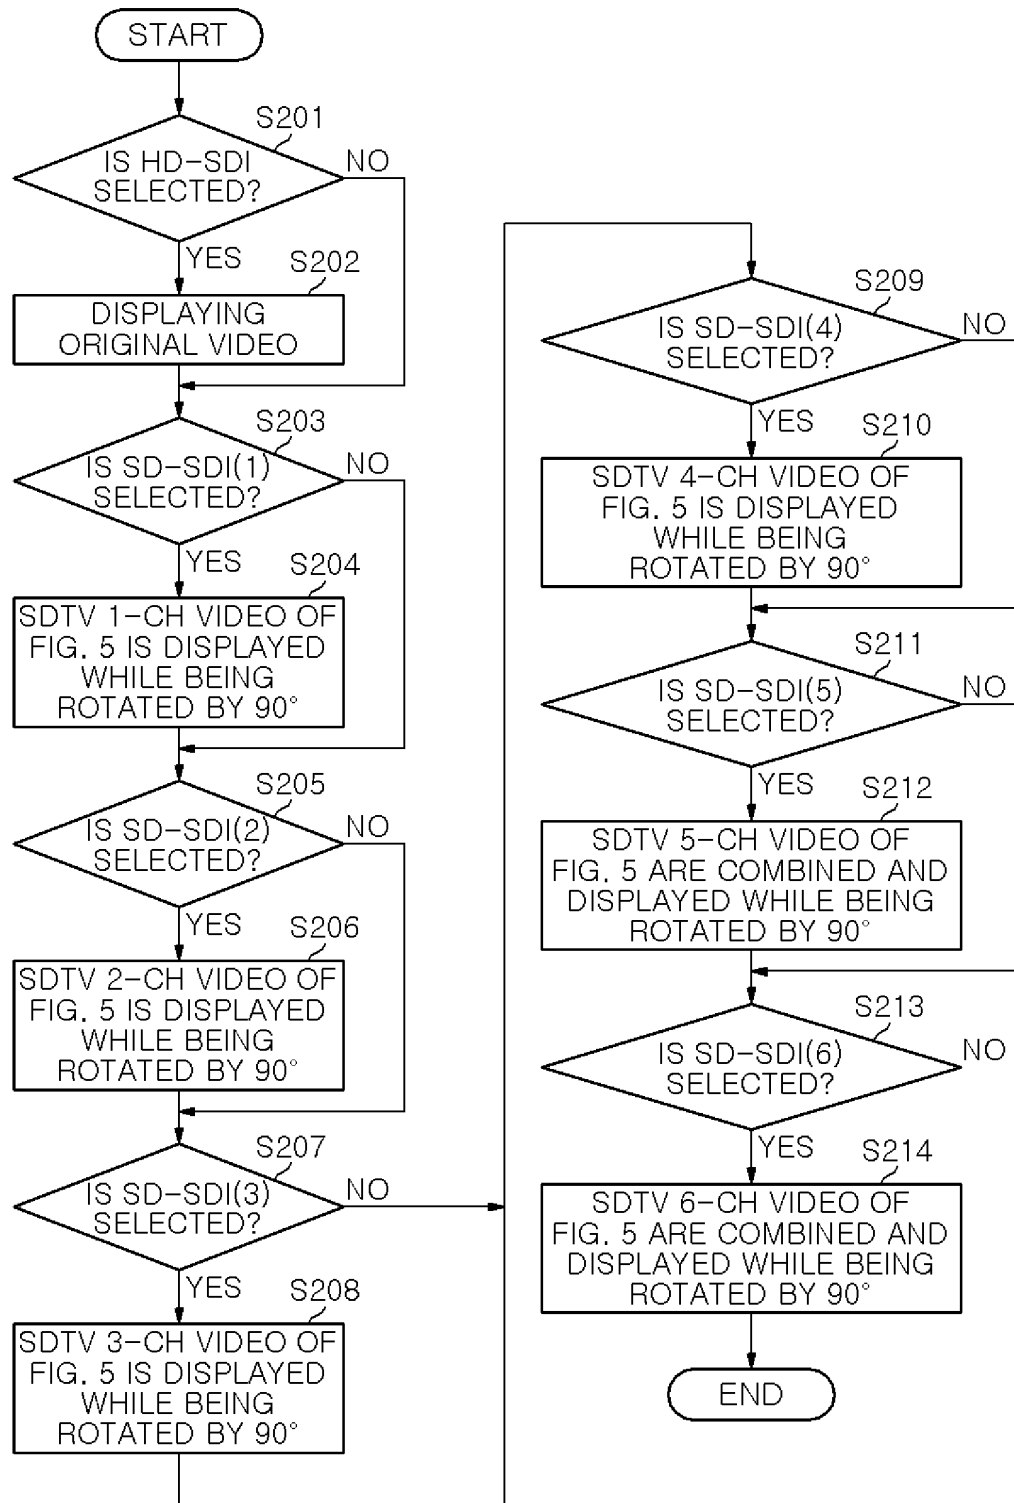 START
S201
IS HD-SDI
SELECTED?
NO
YES
S202
DISPLAYING
ORIGINAL VIDEO
S203
IS SD-SDI(1)
SELECTED?
NO
YES
S204
SDTV 1-CH VIDEO OF
FIG. 5 IS DISPLAYED
WHILE BEING
ROTATED BY 90°
S205
IS SD-SDI(2)
SELECTED?
NO
YES
S206
SDTV 2-CH VIDEO OF
FIG. 5 IS DISPLAYED
WHILE BEING
ROTATED BY 90°
S207
IS SD-SDI(3)
SELECTED?
NO
YES
S208
SDTV 3-CH VIDEO OF
FIG. 5 IS DISPLAYED
WHILE BEING
ROTATED BY 90°
S209
IS SD-SDI(4)
SELECTED?
NO
YES
S210
SDTV 4-CH VIDEO OF
FIG. 5 IS DISPLAYED
WHILE BEING
ROTATED BY 90°
S211
IS SD-SDI(5)
SELECTED?
NO
YES
S212
SDTV 5-CH VIDEO OF
FIG. 5 ARE COMBINED AND
DISPLAYED WHILE BEING
ROTATED BY 90°
S213
IS SD-SDI(6)
SELECTED?
NO
YES
S214
SDTV 6-CH VIDEO OF
FIG. 5 ARE COMBINED AND
DISPLAYED WHILE BEING
ROTATED BY 90°
END